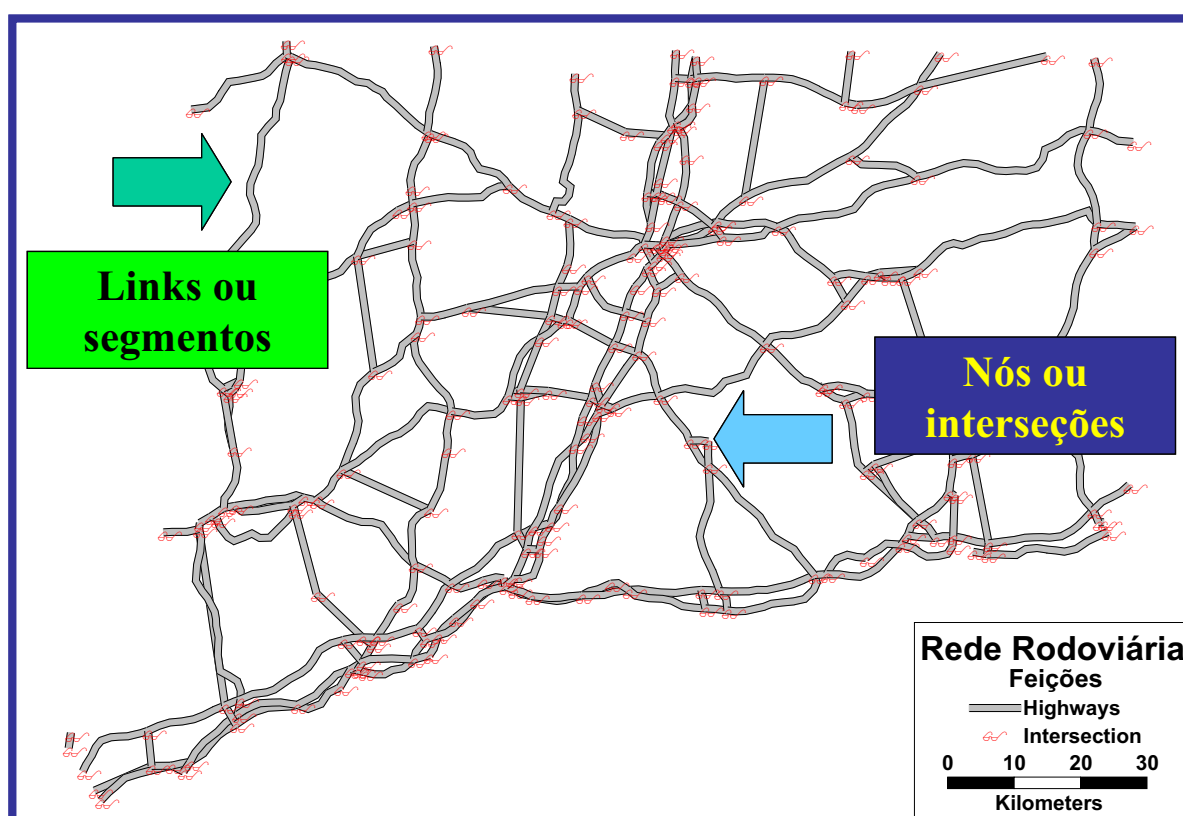 Links ou
segmentos
Nós ou
interseções
Rede Rodoviária
Feições
Highways
Intersection
0 10 20 30
Kilometers